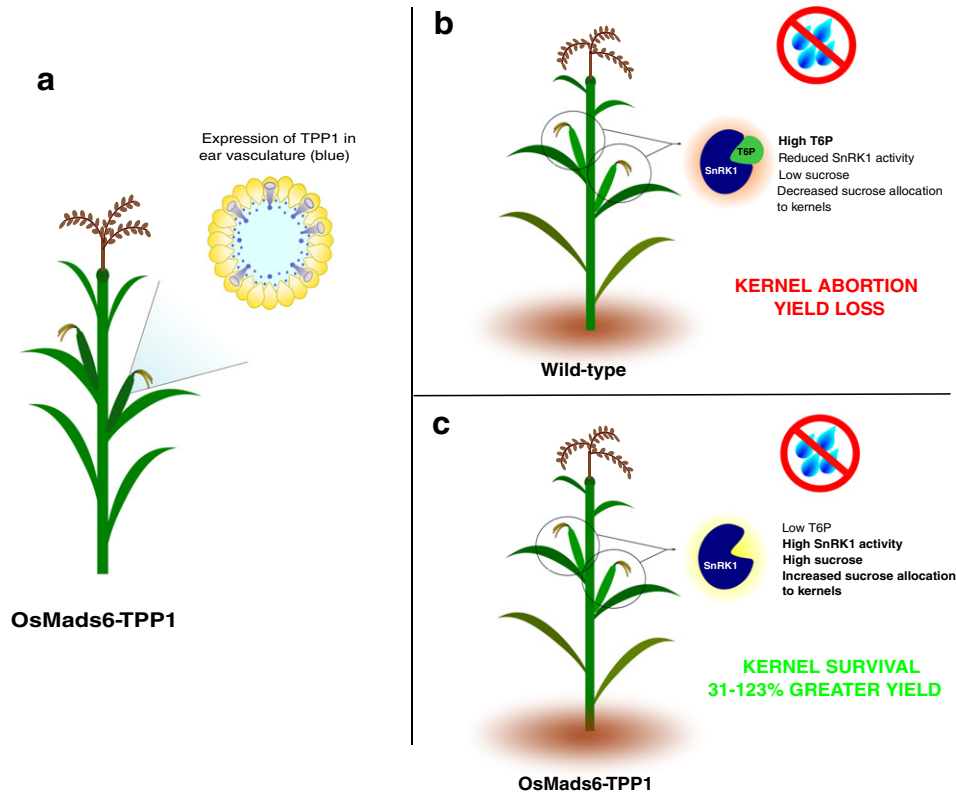 a
Expression of TPP1 in
ear vasculature (blue)
OsMads6-TPP1
b
T6P
SnRK1
High T6P
Reduced SnRK1 activity
Low sucrose
Decreased sucrose allocation
to kernels
KERNEL ABORTION
YIELD LOSS
Wild-type
c
SnRK1
Low T6P
High SnRK1 activity
High sucrose
Increased sucrose allocation
to kernels
KERNEL SURVIVAL
31-123% GREATER YIELD
OsMads6-TPP1